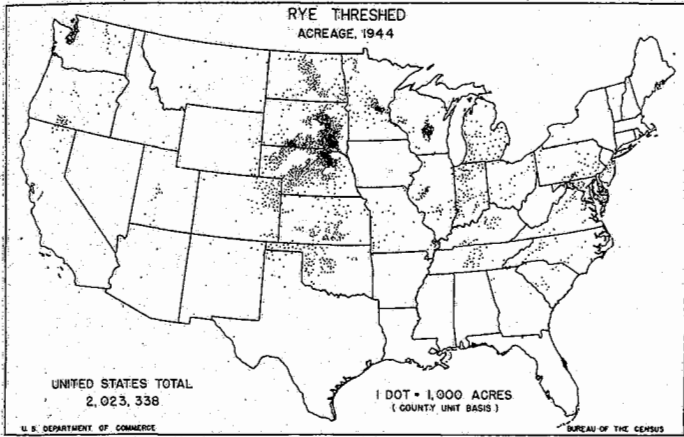 RYE THRESHED
ACREAGE, 1944
UNITED STATES TOTAL
2,023,338
1 DOT = 1,000 ACRES
( COUNTY UNIT BASIS )
U. S. DEPARTMENT OF COMMERCE
BUREAU OF THE CENSUS